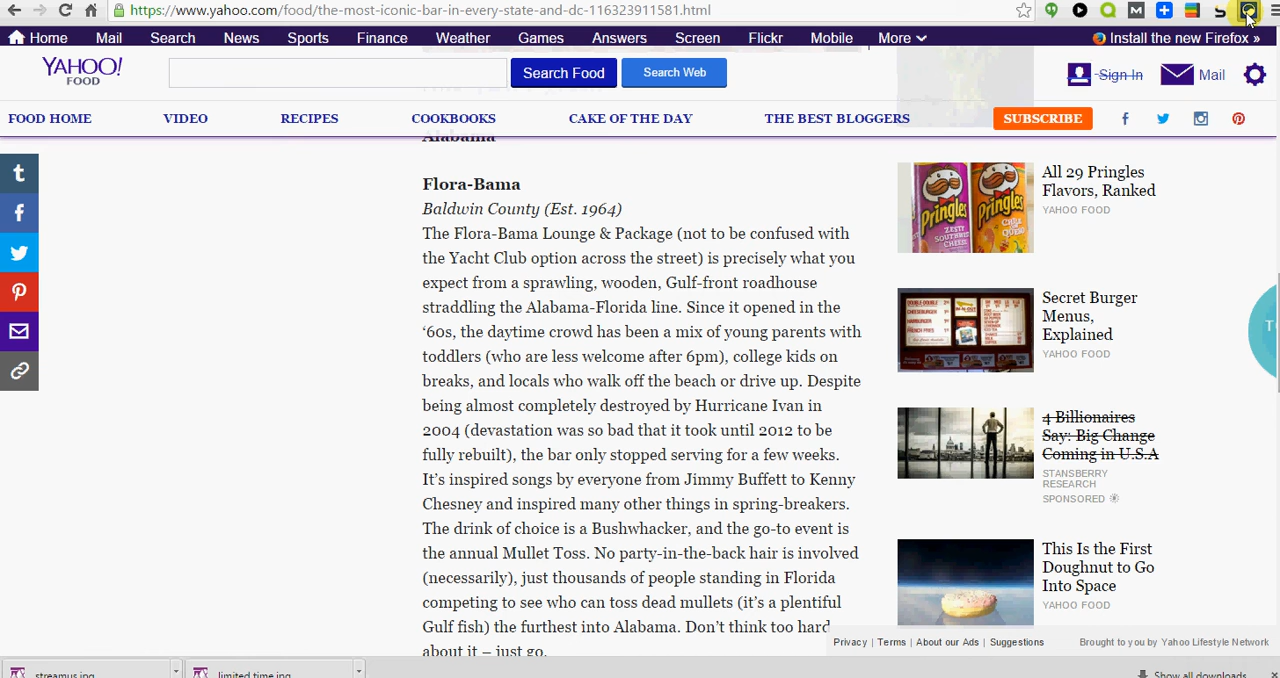 https://www.yahoo.com/food/the-most-iconic-bar-in-every-state-and-dc-116323911581.html
Home Mail Search News Sports Finance Weather Games Answers Screen Flickr Mobile More Install the new Firefox »
YAHOO!
FOOD
Search Food Search Web Sign In Mail
FOOD HOME VIDEO RECIPES COOKBOOKS CAKE OF THE DAY THE BEST BLOGGERS SUBSCRIBE
Alabama
Flora-Bama
Baldwin County (Est. 1964)
The Flora-Bama Lounge & Package (not to be confused with
the Yacht Club option across the street) is precisely what you
expect from a sprawling, wooden, Gulf-front roadhouse
straddling the Alabama-Florida line. Since it opened in the
‘60s, the daytime crowd has been a mix of young parents with
toddlers (who are less welcome after 6pm), college kids on
breaks, and locals who walk off the beach or drive up. Despite
being almost completely destroyed by Hurricane Ivan in
2004 (devastation was so bad that it took until 2012 to be
fully rebuilt), the bar only stopped serving for a few weeks.
It’s inspired songs by everyone from Jimmy Buffett to Kenny
Chesney and inspired many other things in spring-breakers.
The drink of choice is a Bushwhacker, and the go-to event is
the annual Mullet Toss. No party-in-the-back hair is involved
(necessarily), just thousands of people standing in Florida
competing to see who can toss dead mullets (it’s a plentiful
Gulf fish) the furthest into Alabama. Don’t think too hard
about it – just go.
Pringles
Pringles
All 29 Pringles
Flavors, Ranked
YAHOO FOOD
Secret Burger
Menus,
Explained
YAHOO FOOD
4 Billionaires
Say: Big Change
Coming in U.S.A
STANSBERRY
RESEARCH
SPONSORED
This Is the First
Doughnut to Go
Into Space
YAHOO FOOD
T
Privacy | Terms | About our Ads | Suggestions Brought to you by Yahoo Lifestyle Network
streamus.jpg limited time.jpg Show all downloads